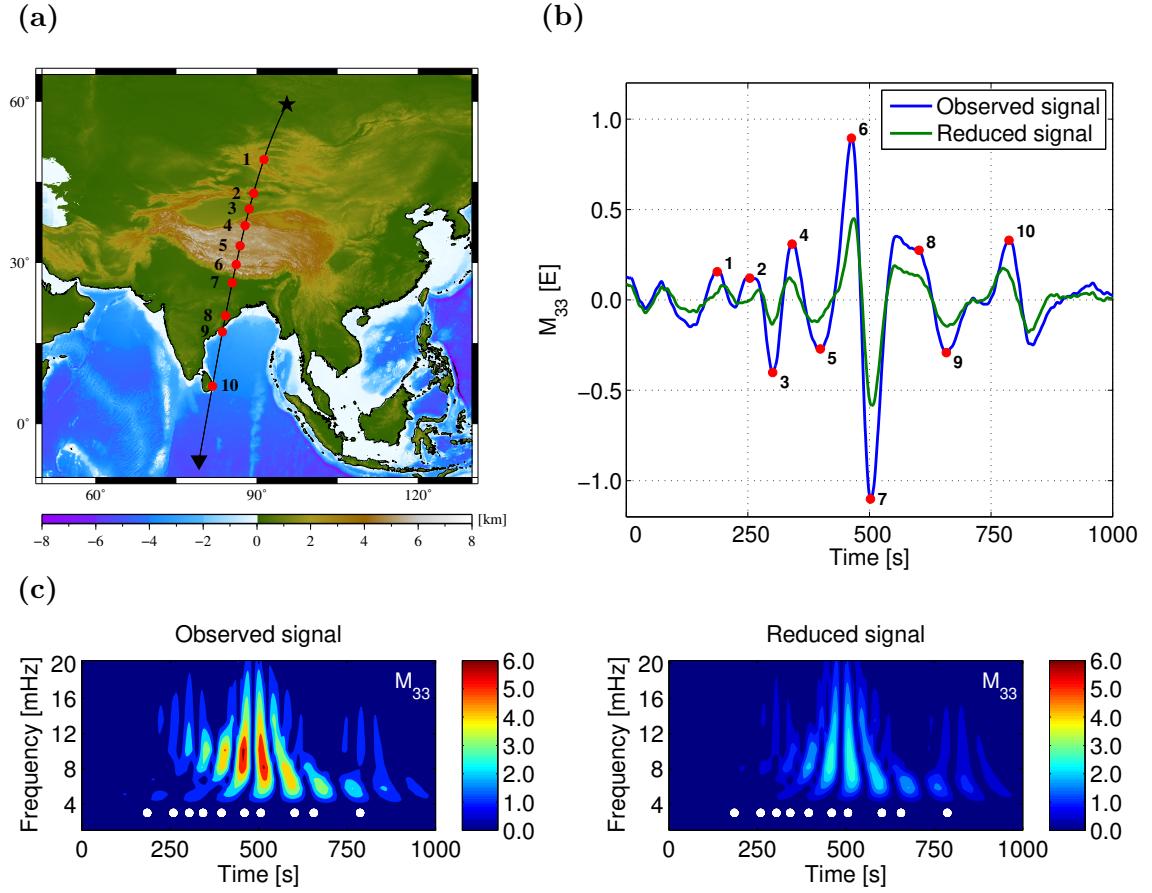 (a)
60°
30°
0°
60°
90°
120°
1
2
3
4
5
6
7
8
9
10
[km]
−8 −6 −4 −2 0 2 4 6 8
(b)
Observed signal
Reduced signal
M33 [E]
1.0
0.5
0.0
−0.5
−1.0
1
2
3
4
5
6
7
8
9
10
0 250 500 750 1000
Time [s]
(c)
Observed signal
Frequency [mHz]
20
16
12
8
4
M33
6.0
5.0
4.0
3.0
2.0
1.0
0.0
0 250 500 750 1000
Time [s]
Reduced signal
Frequency [mHz]
20
16
12
8
4
M33
6.0
5.0
4.0
3.0
2.0
1.0
0.0
0 250 500 750 1000
Time [s]